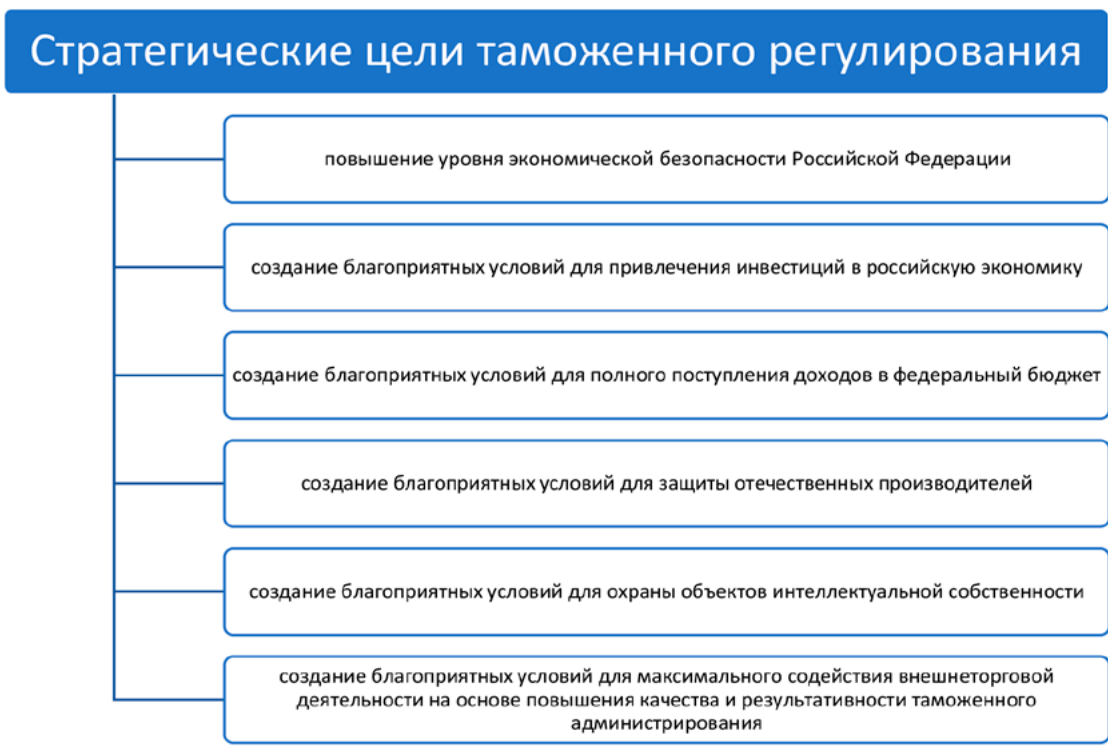 Стратегические цели таможенного регулирования
повышение уровня экономической безопасности Российской Федерации
создание благоприятных условий для привлечения инвестиций в российскую экономику
создание благоприятных условий для полного поступления доходов в федеральный бюджет
создание благоприятных условий для защиты отечественных производителей
создание благоприятных условий для охраны объектов интеллектуальной собственности
создание благоприятных условий для максимального содействия внешнеторговой
деятельности на основе повышения качества и результативности таможенного
администрирования